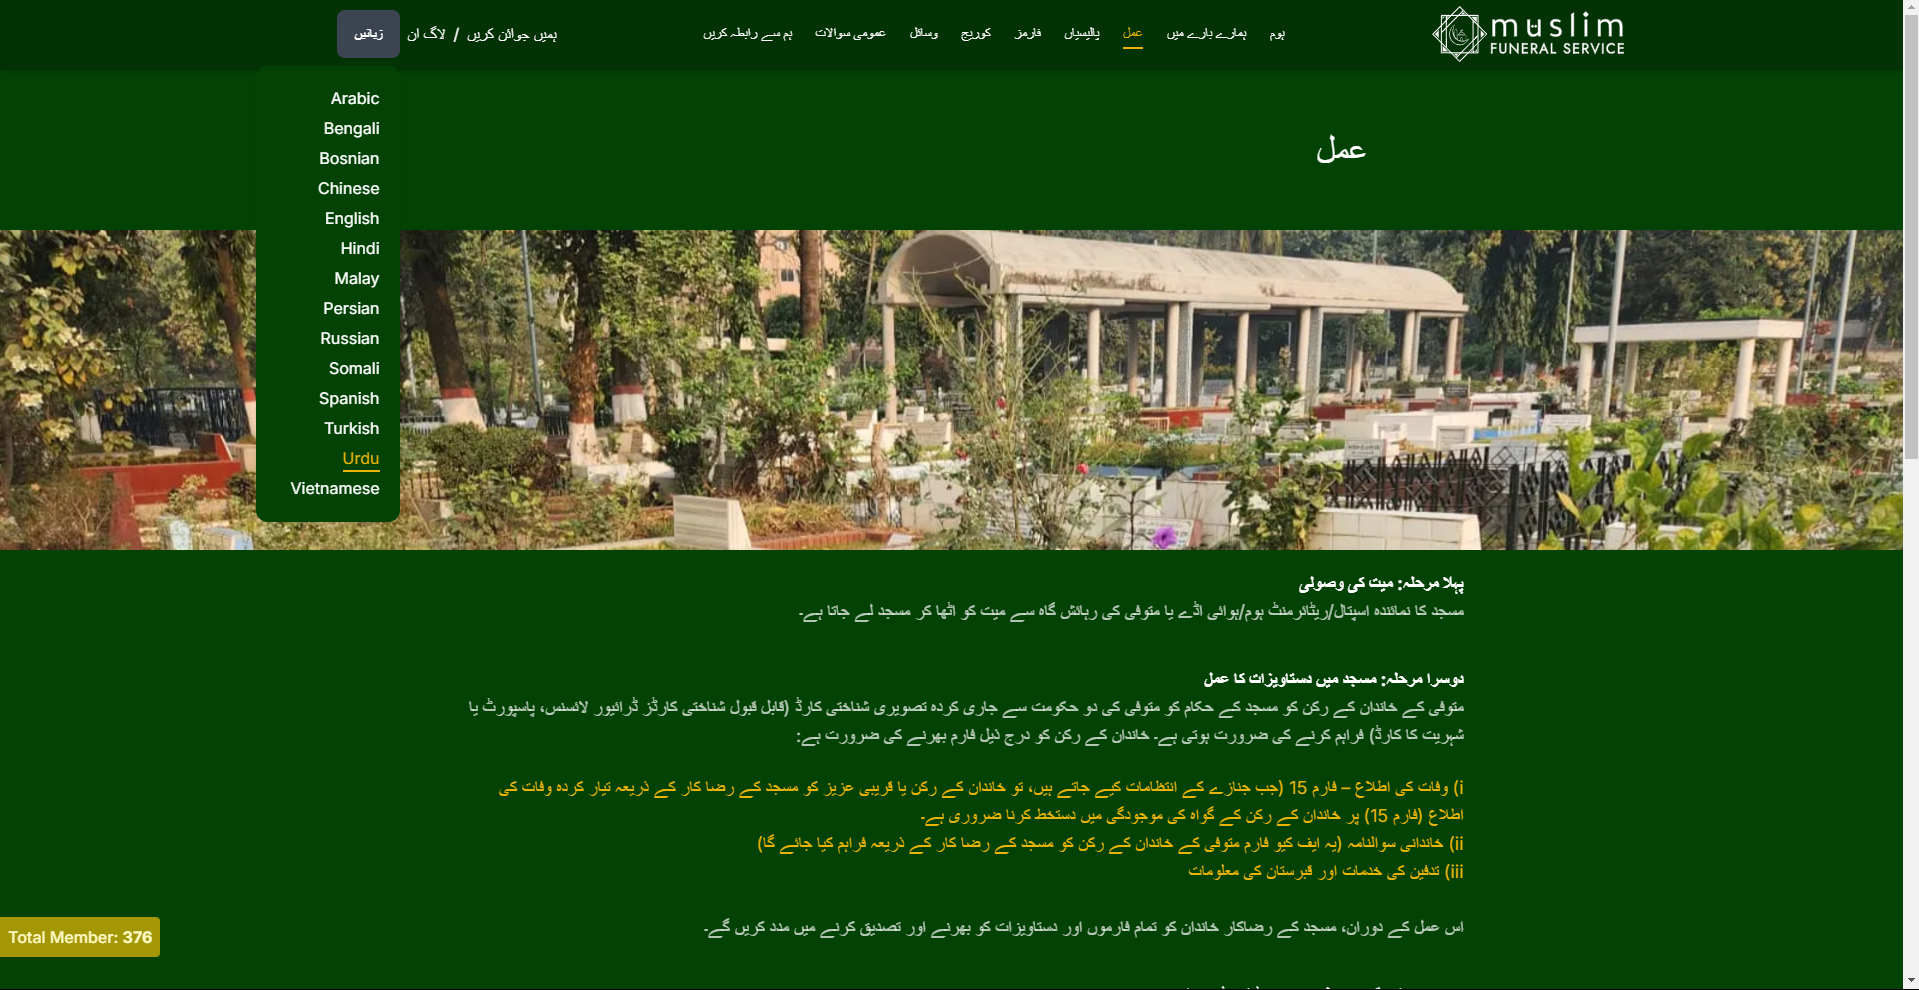 muslim
FUNERAL SERVICE
ہوم
ہمارے بارے میں
عمل
پالیسیاں
فارمز
کوریج
وسائل
عمومی سوالات
ہم سے رابطہ کریں
ہمیں جوائن کریں / لاگ ان
زبانیں
Arabic
Bengali
Bosnian
Chinese
English
Hindi
Malay
Persian
Russian
Somali
Spanish
Turkish
Urdu
Vietnamese
عمل
پہلا مرحلہ: میت کی وصولی
مسجد کا نمائندہ اسپتال/ریٹائرمنٹ ہوم/ہوائی اڈے یا متوفی کی رہائش گاہ سے میت کو اٹھا کر مسجد لے جاتا ہے۔
دوسرا مرحلہ: مسجد میں دستاویزات کا عمل
متوفی کے خاندان کے رکن کو مسجد کے حکام کو متوفی کی دو حکومت سے جاری کردہ تصویری شناختی کارڈ (قابل قبول شناختی کارڈز ڈرائیور لائسنس، پاسپورٹ یا
شہریت کا کارڈ) فراہم کرنے کی ضرورت ہوتی ہے۔ خاندان کے رکن کو درج ذیل فارم بھرنے کی ضرورت ہے:
i) وفات کی اطلاع – فارم 15 (جب جنازے کے انتظامات کیے جاتے ہیں، تو خاندان کے رکن یا قریبی عزیز کو مسجد کے رضا کار کے ذریعہ تیار کردہ وفات کی
اطلاع (فارم 15) پر خاندان کے رکن کے گواہ کی موجودگی میں دستخط کرنا ضروری ہے۔
ii) خاندانی سوالنامہ (یہ ایف کیو فارم متوفی کے خاندان کے رکن کو مسجد کے رضا کار کے ذریعہ فراہم کیا جائے گا)
iii) تدفین کی خدمات اور قبرستان کی معلومات
اس عمل کے دوران، مسجد کے رضاکار خاندان کو تمام فارموں اور دستاویزات کو بھرنے اور تصدیق کرنے میں مدد کریں گے۔
Total Member: 376